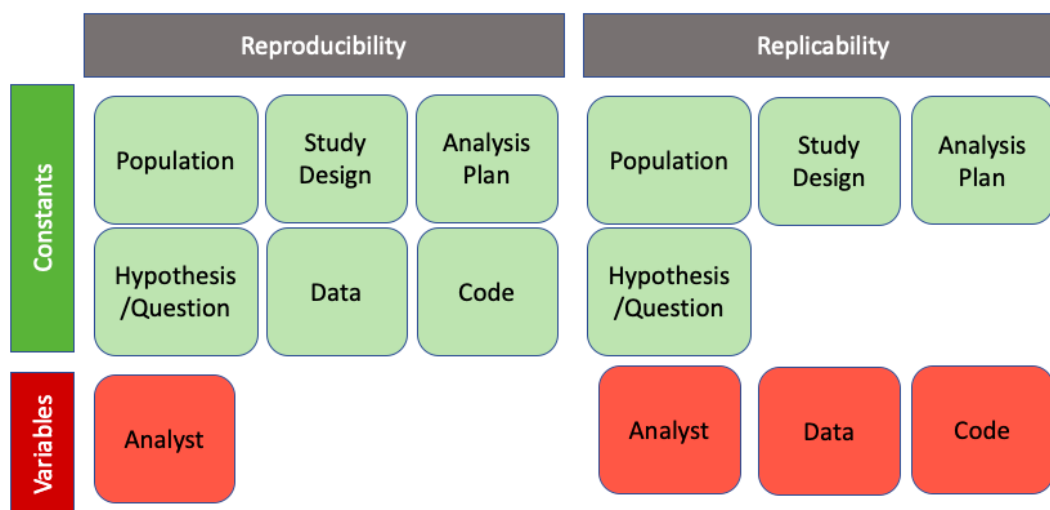 Reproducibility
Replicability
Constants
Population
Study
Design
Analysis
Plan
Population
Study
Design
Analysis
Plan
Hypothesis
/Question
Data
Code
Hypothesis
/Question
Variables
Analyst
Analyst
Data
Code